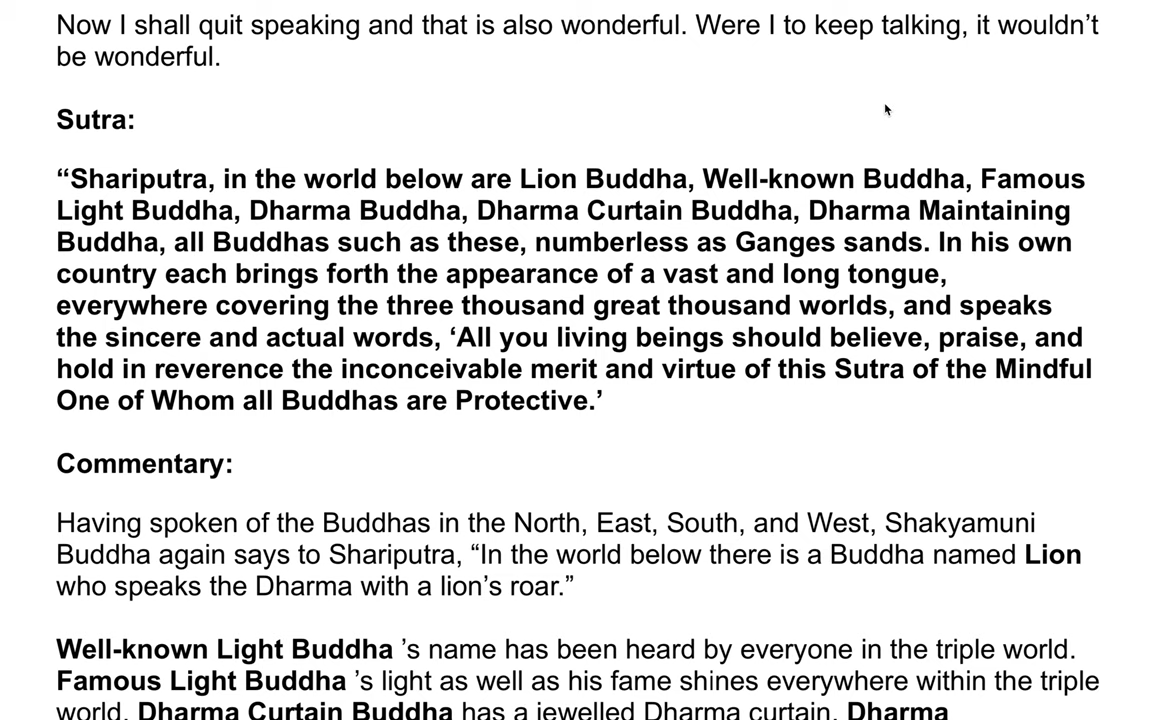 Now I shall quit speaking and that is also wonderful. Were I to keep talking, it wouldn’t
be wonderful.
Sutra:
“Shariputra, in the world below are Lion Buddha, Well-known Buddha, Famous
Light Buddha, Dharma Buddha, Dharma Curtain Buddha, Dharma Maintaining
Buddha, all Buddhas such as these, numberless as Ganges sands. In his own
country each brings forth the appearance of a vast and long tongue,
everywhere covering the three thousand great thousand worlds, and speaks
the sincere and actual words, ‘All you living beings should believe, praise, and
hold in reverence the inconceivable merit and virtue of this Sutra of the Mindful
One of Whom all Buddhas are Protective.’
Commentary:
Having spoken of the Buddhas in the North, East, South, and West, Shakyamuni
Buddha again says to Shariputra, “In the world below there is a Buddha named Lion
who speaks the Dharma with a lion’s roar.”
Well-known Light Buddha ’s name has been heard by everyone in the triple world.
Famous Light Buddha ’s light as well as his fame shines everywhere within the triple
world. Dharma Curtain Buddha has a jewelled Dharma curtain. Dharma